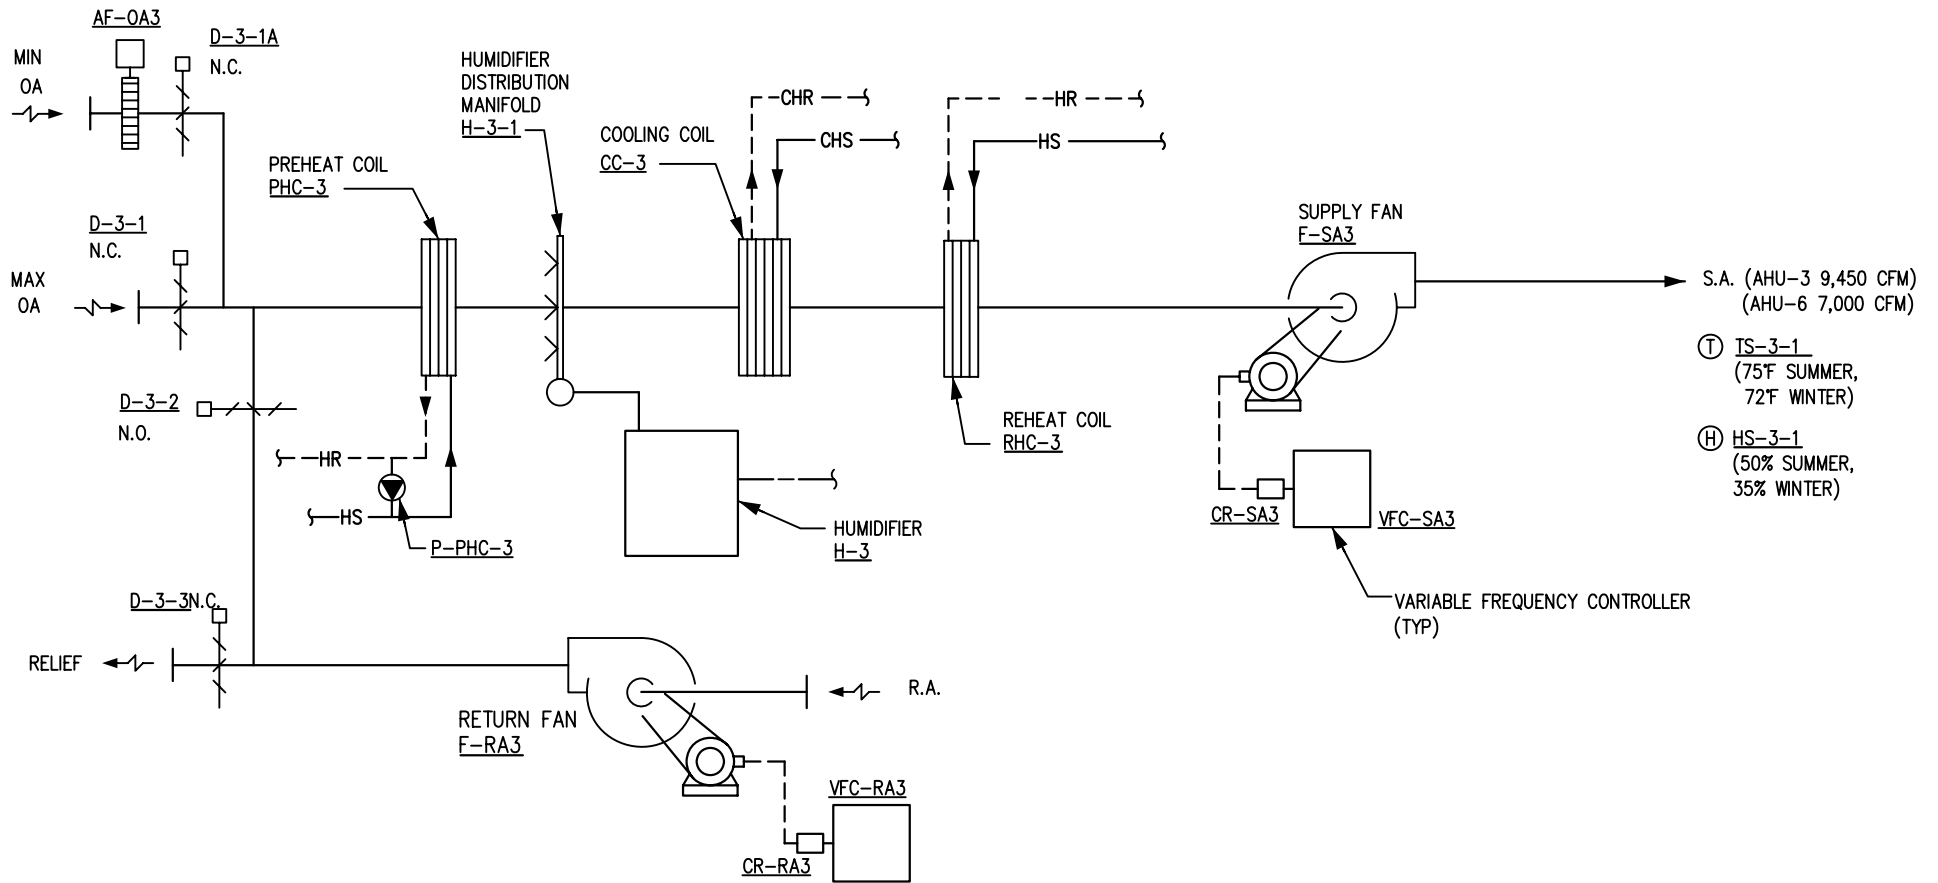 AF-OA3
D-3-1A
N.C.
MIN
OA
HUMIDIFIER
DISTRIBUTION
MANIFOLD
H-3-1
CHR
HR
COOLING COIL
CC-3
CHS
HS
PREHEAT COIL
PHC-3
D-3-1
N.C.
SUPPLY FAN
F-SA3
MAX
OA
S.A. (AHU-3 9,450 CFM)
(AHU-6 7,000 CFM)
T TS-3-1
(75°F SUMMER,
72°F WINTER)
D-3-2
N.O.
REHEAT COIL
RHC-3
H HS-3-1
(50% SUMMER,
35% WINTER)
HR
HS
P-PHC-3
HUMIDIFIER
H-3
CR-SA3
VFC-SA3
VARIABLE FREQUENCY CONTROLLER
(TYP)
D-3-3 N.C.
RELIEF
R.A.
RETURN FAN
F-RA3
VFC-RA3
CR-RA3